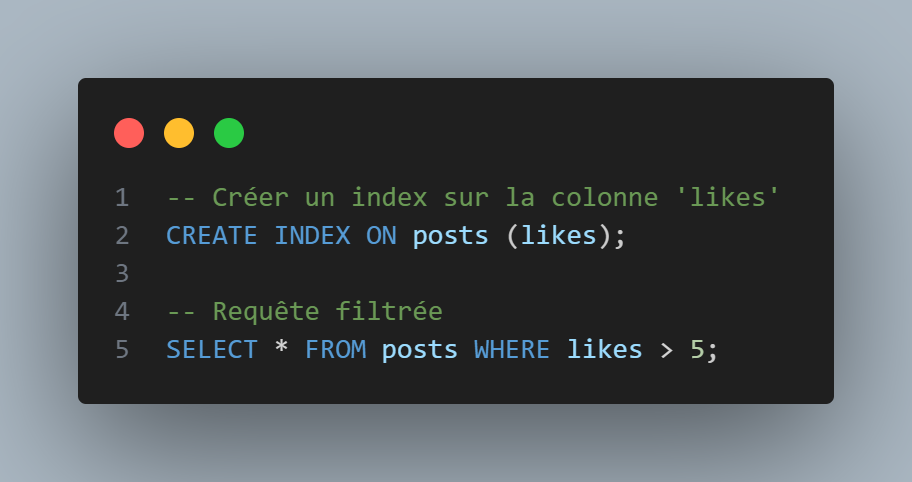 1 -- Créer un index sur la colonne 'likes'
2 CREATE INDEX ON posts (likes);
3
4 -- Requête filtrée
5 SELECT * FROM posts WHERE likes > 5;